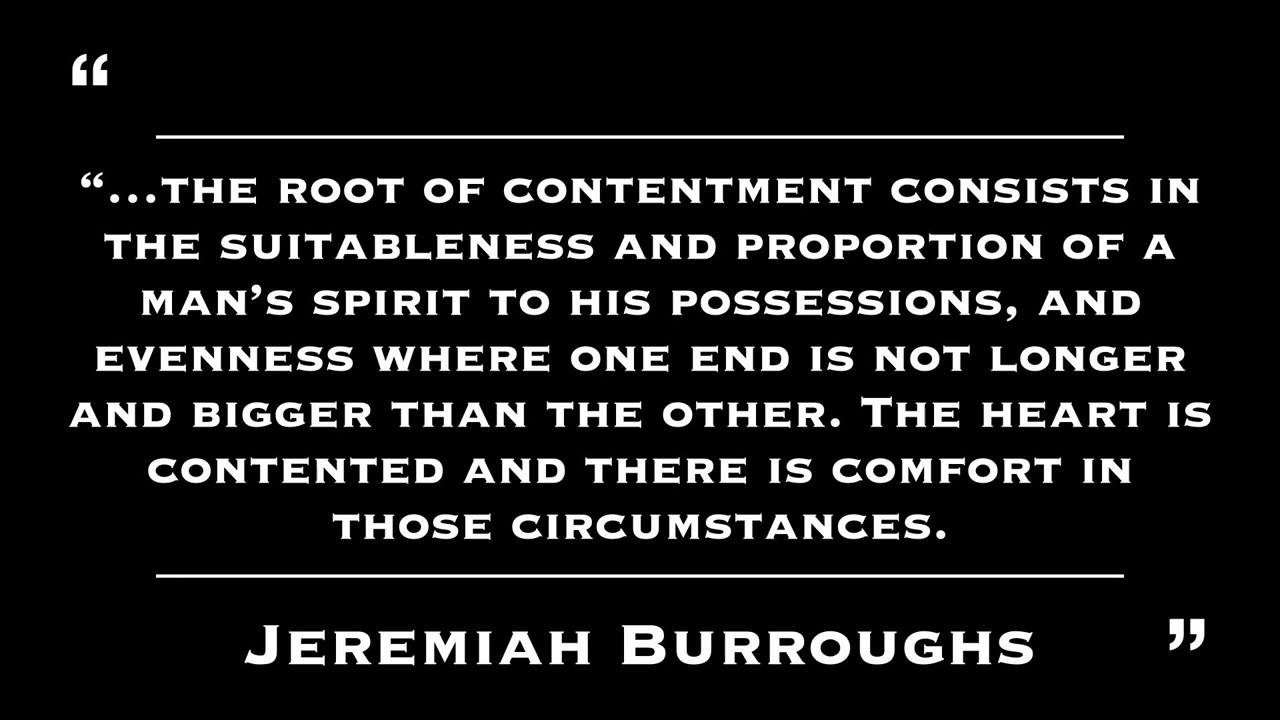 “
“...the root of contentment consists in
the suitableness and proportion of a
man’s spirit to his possessions, and
evenness where one end is not longer
and bigger than the other. The heart is
contented and there is comfort in
those circumstances.
Jeremiah Burroughs
”